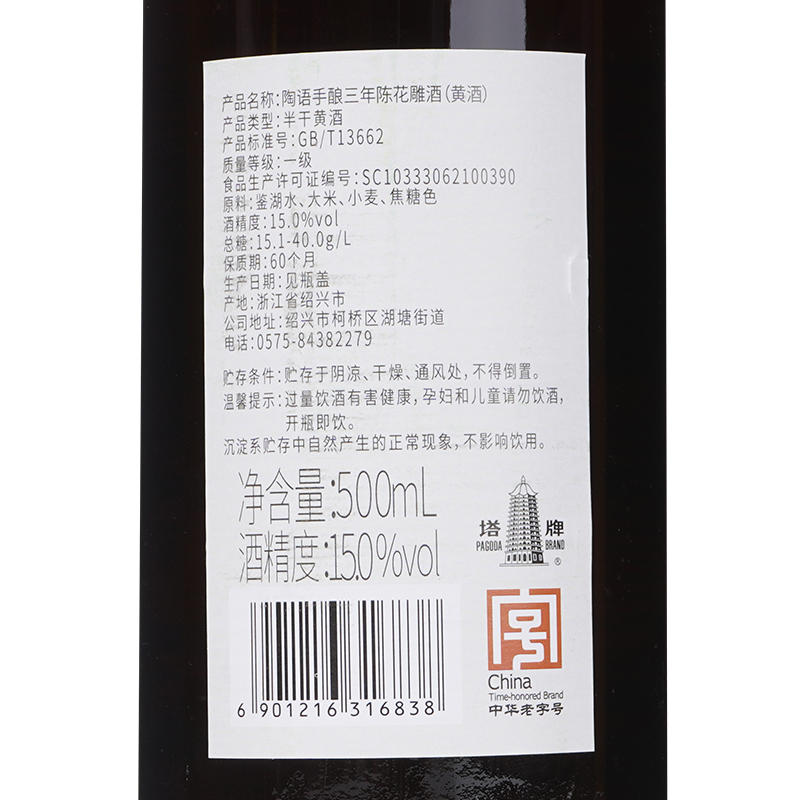 产品名称:陶语手酿三年陈花雕酒(黄酒)
产品类型:半干黄酒
产品标准号:GB/T13662
质量等级:一级
食品生产许可证编号:SC10333062100390
原料:鉴湖水、大米、小麦、焦糖色
酒精度:15.0%vol
总糖:15.1-40.0g/L
保质期:60个月
生产日期:见瓶盖
产地:浙江省绍兴市
公司地址:绍兴市柯桥区湖塘街道
电话:0575-84382279
贮存条件:贮存于阴凉、干燥、通风处,不得倒置。
温馨提示:过量饮酒有害健康,孕妇和儿童请勿饮酒,
开瓶即饮。
沉淀系贮存中自然产生的正常现象,不影响饮用。
净含量:500mL
酒精度:15.0%vol
塔牌
PAGODA BRAND
®
China
Time-honored Brand
中华老字号
6 901216 316838